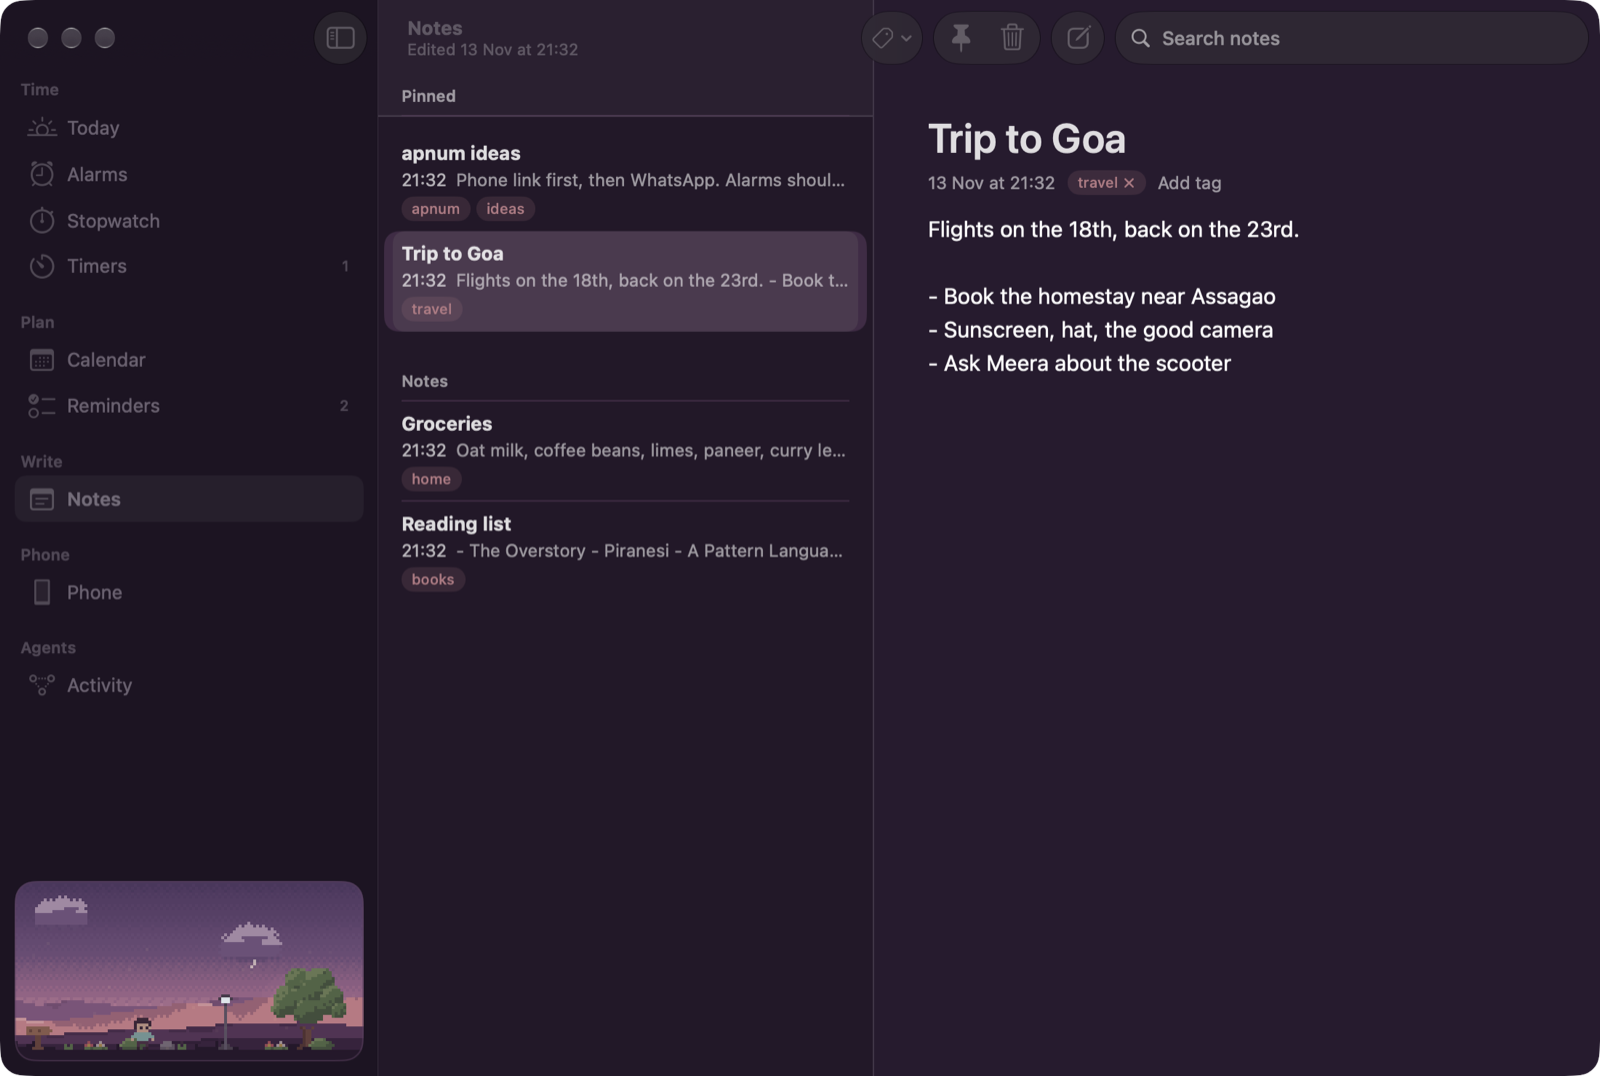 Time
Today
Alarms
Stopwatch
Timers 1
Plan
Calendar
Reminders 2
Write
Notes
Phone
Phone
Agents
Activity
Notes
Edited 13 Nov at 21:32
Pinned
apnum ideas
21:32 Phone link first, then WhatsApp. Alarms shoul...
apnum ideas
Trip to Goa
21:32 Flights on the 18th, back on the 23rd. - Book t...
travel
Notes
Groceries
21:32 Oat milk, coffee beans, limes, paneer, curry le...
home
Reading list
21:32 - The Overstory - Piranesi - A Pattern Langua...
books
Search notes
Trip to Goa
13 Nov at 21:32 travel × Add tag
Flights on the 18th, back on the 23rd.
- Book the homestay near Assagao
- Sunscreen, hat, the good camera
- Ask Meera about the scooter